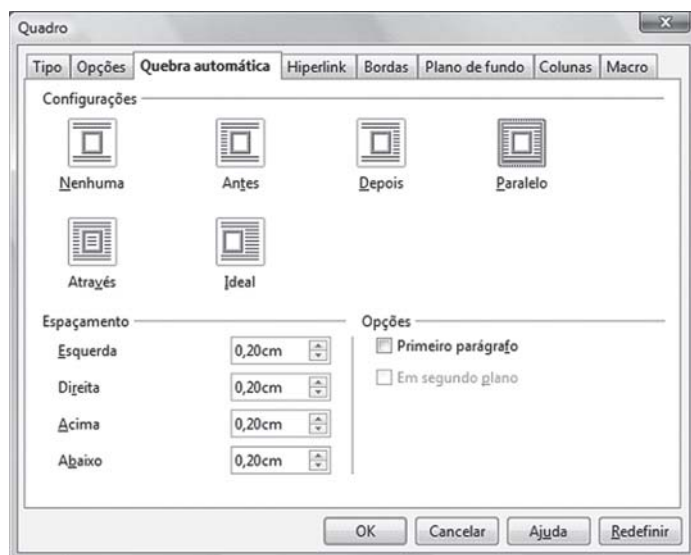 Quadro
x
Tipo Opções Quebra automática Hiperlink Bordas Plano de fundo Colunas Macro
Configurações
Nenhuma Antes Depois Paralelo
Através Ideal
Espaçamento Opções
Esquerda 0,20cm Primeiro parágrafo
Direita 0,20cm Em segundo plano
Acima 0,20cm
Abaixo 0,20cm
OK Cancelar Ajuda Redefinir